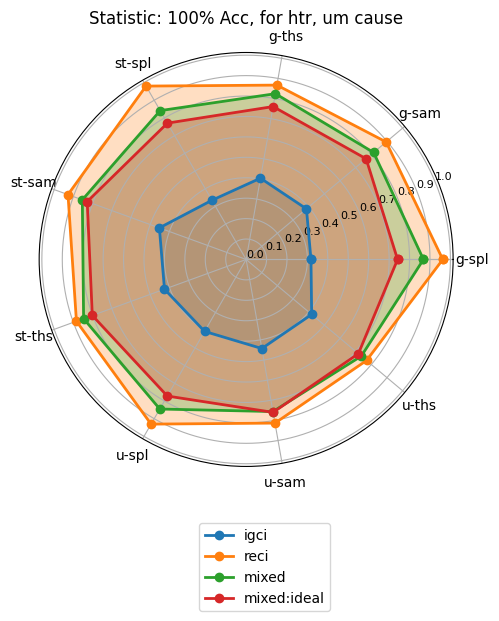 Statistic: 100% Acc, for htr, um cause
g-ths
st-spl
g-sam
st-sam
1.0
0.9
0.8
0.7
0.6
0.5
0.4
0.3
0.2
0.1
0.0
g-spl
st-ths
u-ths
u-spl
u-sam
igci
reci
mixed
mixed:ideal